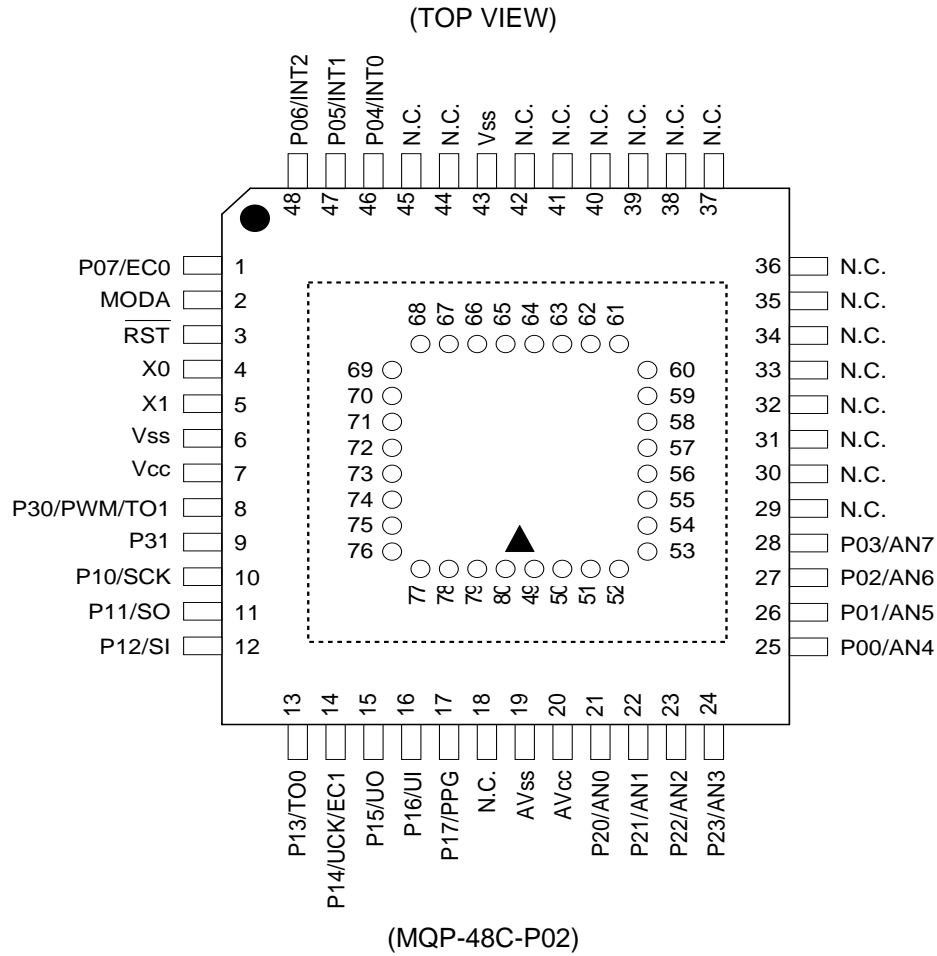 (TOP VIEW)
P06/INT2
P05/INT1
P04/INT0
N.C.
N.C.
Vss
N.C.
N.C.
N.C.
N.C.
N.C.
N.C.
48
47
46
45
44
43
42
41
40
39
38
37
P07/EC0 1
MODA 2
RST 3
X0 4
X1 5
Vss 6
Vcc 7
P30/PWM/TO1 8
P31 9
P10/SCK 10
P11/SO 11
P12/SI 12
68
67
66
65
64
63
62
61
69
70
71
72
73
74
75
76
60
59
58
57
56
55
54
53
77
78
79
80
49
50
51
52
36 N.C.
35 N.C.
34 N.C.
33 N.C.
32 N.C.
31 N.C.
30 N.C.
29 N.C.
28 P03/AN7
27 P02/AN6
26 P01/AN5
25 P00/AN4
13
14
15
16
17
18
19
20
21
22
23
24
P13/TO0
P14/UCK/EC1
P15/UO
P16/UI
P17/PPG
N.C.
AVss
AVcc
P20/AN0
P21/AN1
P22/AN2
P23/AN3
(MQP-48C-P02)